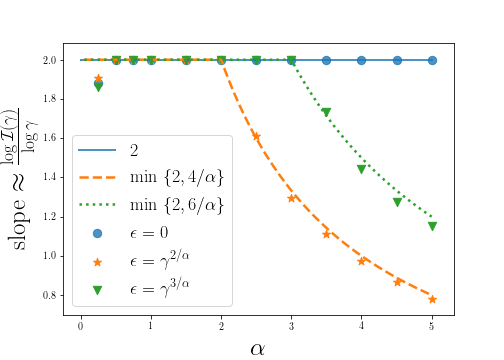 slope ≈ log I(γ) / log γ
2.0
1.8
1.6
1.4
1.2
1.0
0.8
2
min {2, 4/α}
min {2, 6/α}
ϵ = 0
ϵ = γ^{2/α}
ϵ = γ^{3/α}
0 1 2 3 4 5
α